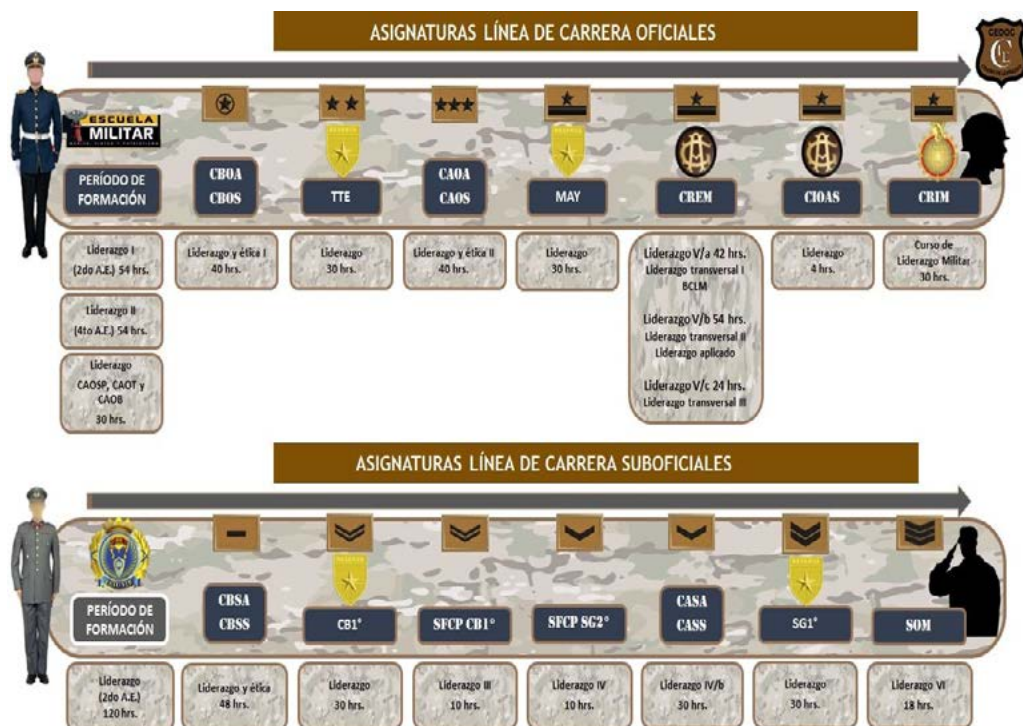 ASIGNATURAS LÍNEA DE CARRERA OFICIALES
CEDOC
ESCUELA
MILITAR
PERÍODO DE
FORMACIÓN
CBOA
CBOS
TTE
CAOA
CAOS
MAY
CREM
CIOAS
CRIM
Liderazgo I
(2do A.E.) 54 hrs.
Liderazgo II
(4to A.E.) 54 hrs.
Liderazgo
CAOSP, CAOT y
CAOB
30 hrs.
Liderazgo y ética I
40 hrs.
Liderazgo
30 hrs.
Liderazgo y ética II
40 hrs.
Liderazgo
30 hrs.
Liderazgo V/a 42 hrs.
Liderazgo transversal I
BCLM
Liderazgo V/b 54 hrs.
Liderazgo transversal II
Liderazgo aplicado
Liderazgo V/c 24 hrs.
Liderazgo transversal III
Liderazgo
4 hrs.
Curso de
Liderazgo Militar
30 hrs.
ASIGNATURAS LÍNEA DE CARRERA SUBOFICIALES
PERÍODO DE
FORMACIÓN
CBSA
CBSS
CB1°
SFCP CB1°
SFCP SG2°
CASA
CASS
SG1°
SOM
Liderazgo
(2do A.E.)
120hrs.
Liderazgo y ética
48 hrs.
Liderazgo
30 hrs.
Liderazgo III
10 hrs.
Liderazgo IV
10 hrs.
Liderazgo IV/b
30 hrs.
Liderazgo
30 hrs.
Liderazgo VI
18 hrs.